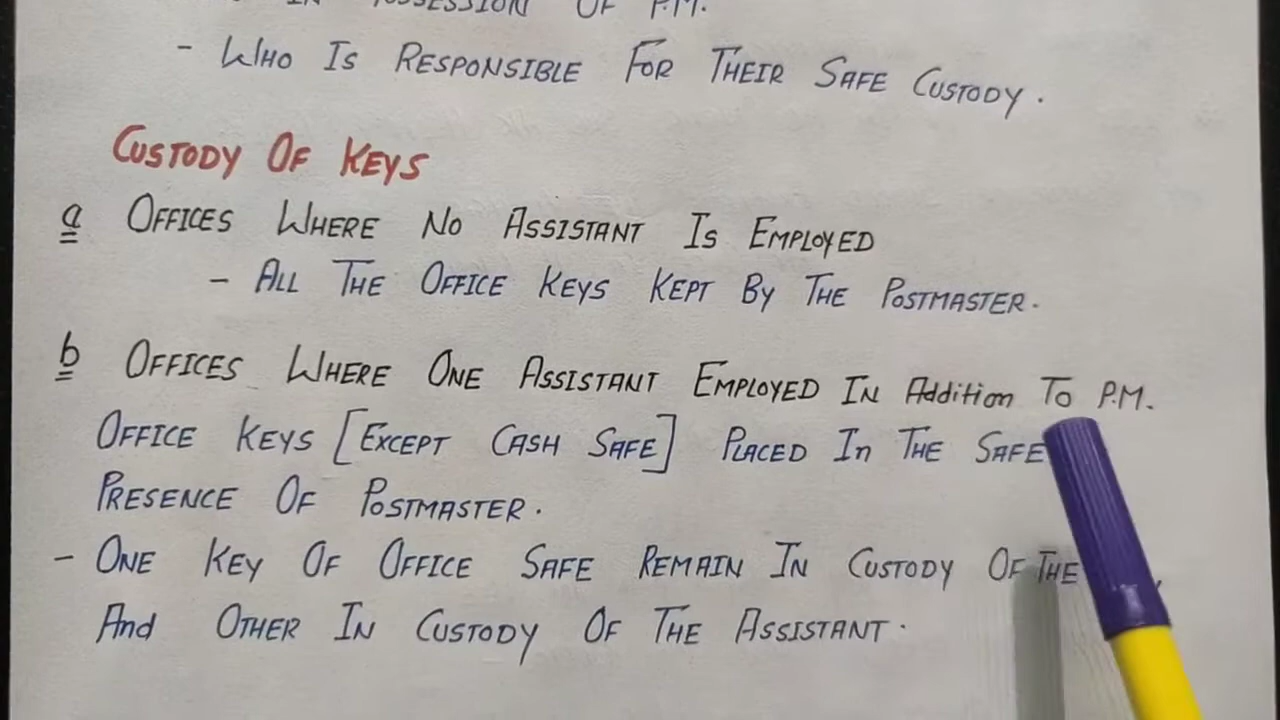 IN POSSESSION OF P.M.
- WHO IS RESPONSIBLE FOR THEIR SAFE CUSTODY.
CUSTODY OF KEYS
a OFFICES WHERE NO ASSISTANT IS EMPLOYED
- ALL THE OFFICE KEYS KEPT BY THE POSTMASTER.
b OFFICES WHERE ONE ASSISTANT EMPLOYED IN Addition TO P.M.
OFFICE KEYS [EXCEPT CASH SAFE] PLACED In THE SAFE
PRESENCE OF POSTMASTER.
- ONE KEY OF OFFICE SAFE REMAIN IN CUSTODY OF THE
And OTHER IN CUSTODY OF THE ASSISTANT.